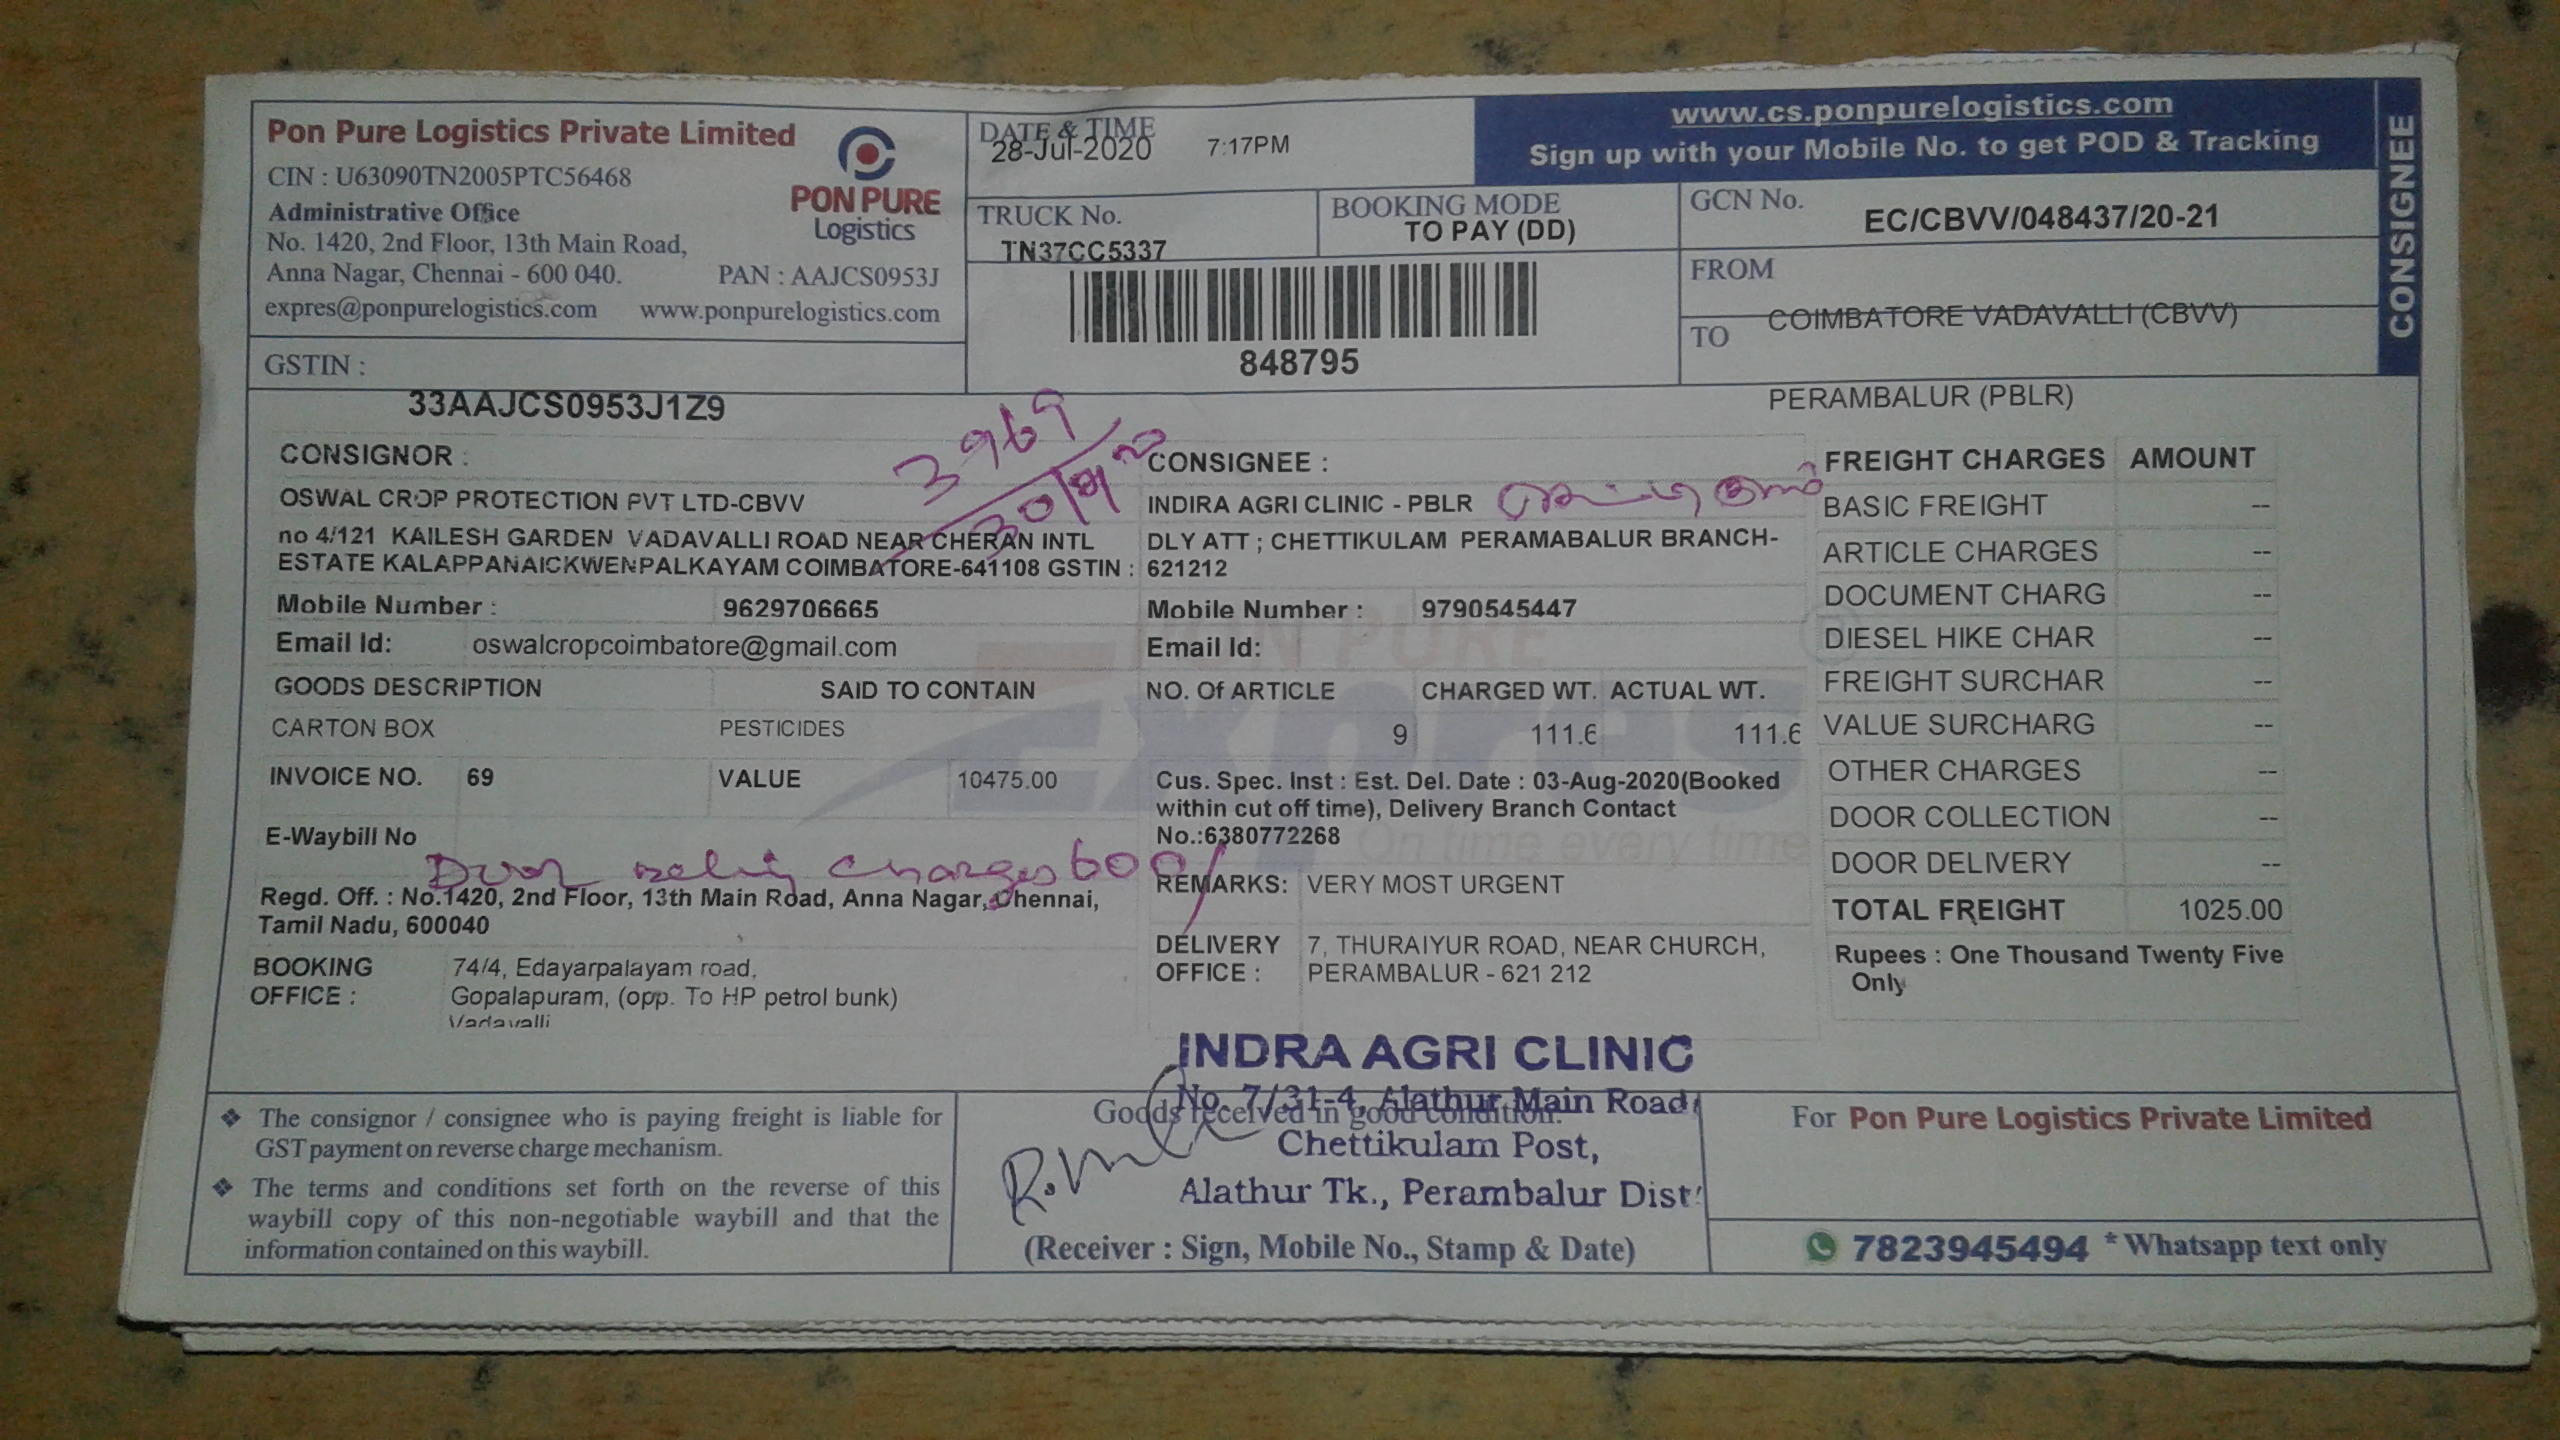 Pon Pure Logistics Private Limited
CIN : U63090TN2005PTC56468
Administrative Office
No. 1420, 2nd Floor, 13th Main Road,
Anna Nagar, Chennai - 600 040. PAN : AAJCS0953J
expres@ponpurelogistics.com www.ponpurelogistics.com
PON PURE
Logistics
GSTIN :
33AAJCS0953J1Z9
DATE & TIME
28-Jul-2020 7:17PM
www.cs.ponpurelogistics.com
Sign up with your Mobile No. to get POD & Tracking
CONSIGNEE
TRUCK No.
TN37CC5337
BOOKING MODE
TO PAY (DD)
GCN No.
EC/CBVV/048437/20-21
848795
FROM
COIMBATORE VADAVALLI (CBVV)
TO
PERAMBALUR (PBLR)
3969
CONSIGNOR :
OSWAL CROP PROTECTION PVT LTD-CBVV
no 4/121 KAILESH GARDEN VADAVALLI ROAD NEAR CHERAN INTL
ESTATE KALAPPANAICKWENPALKAYAM COIMBATORE-641108 GSTIN :
Mobile Number : 9629706665
Email Id: oswalcropcoimbatore@gmail.com
CONSIGNEE :
INDIRA AGRI CLINIC - PBLR
DLY ATT ; CHETTIKULAM PERAMABALUR BRANCH-
621212
Mobile Number : 9790545447
Email Id:
GOODS DESCRIPTION SAID TO CONTAIN NO. Of ARTICLE CHARGED WT. ACTUAL WT.
CARTON BOX PESTICIDES 9 111.6 111.6
INVOICE NO. 69 VALUE 10475.00
E-Waybill No
Door charges 600/
Regd. Off. : No.1420, 2nd Floor, 13th Main Road, Anna Nagar, Chennai,
Tamil Nadu, 600040
BOOKING OFFICE : 74/4, Edayarpalayam road,
Gopalapuram, (opp. To HP petrol bunk)
Vadavalli
Cus. Spec. Inst : Est. Del. Date : 03-Aug-2020(Booked
within cut off time), Delivery Branch Contact
No.:6380772268
REMARKS: VERY MOST URGENT
DELIVERY OFFICE : 7, THURAIYUR ROAD, NEAR CHURCH,
PERAMBALUR - 621 212
PON PURE
Expres
On time every time
FREIGHT CHARGES AMOUNT
BASIC FREIGHT --
ARTICLE CHARGES --
DOCUMENT CHARG --
DIESEL HIKE CHAR --
FREIGHT SURCHAR --
VALUE SURCHARG --
OTHER CHARGES --
DOOR COLLECTION --
DOOR DELIVERY --
TOTAL FREIGHT 1025.00
Rupees : One Thousand Twenty Five
Only
❖ The consignor / consignee who is paying freight is liable for
GST payment on reverse charge mechanism.
❖ The terms and conditions set forth on the reverse of this
waybill copy of this non-negotiable waybill and that the
information contained on this waybill.
INDRA AGRI CLINIC
No. 7/31-4, Alathur Main Road,
Goods received in good condition.
Chettikulam Post,
Alathur Tk., Perambalur Dist
(Receiver : Sign, Mobile No., Stamp & Date)
For Pon Pure Logistics Private Limited
7823945494 * Whatsapp text only